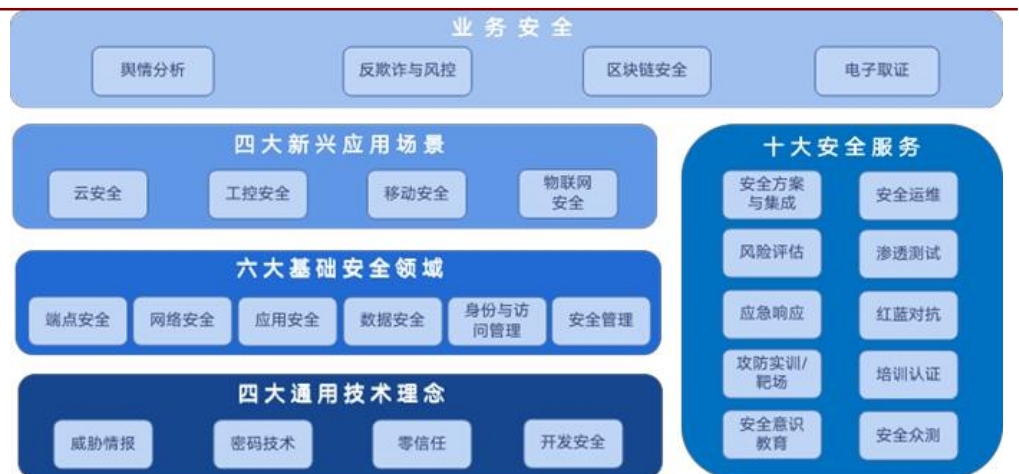 业务安全
舆情分析
反欺诈与风控
区块链安全
电子取证
四大新兴应用场景
云安全
工控安全
移动安全
物联网
安全
六大基础安全领域
端点安全
网络安全
应用安全
数据安全
身份与访
问管理
安全管理
四大通用技术理念
威胁情报
密码技术
零信任
开发安全
十大安全服务
安全方案
与集成
安全运维
风险评估
渗透测试
应急响应
红蓝对抗
攻防实训/
靶场
培训认证
安全意识
教育
安全众测